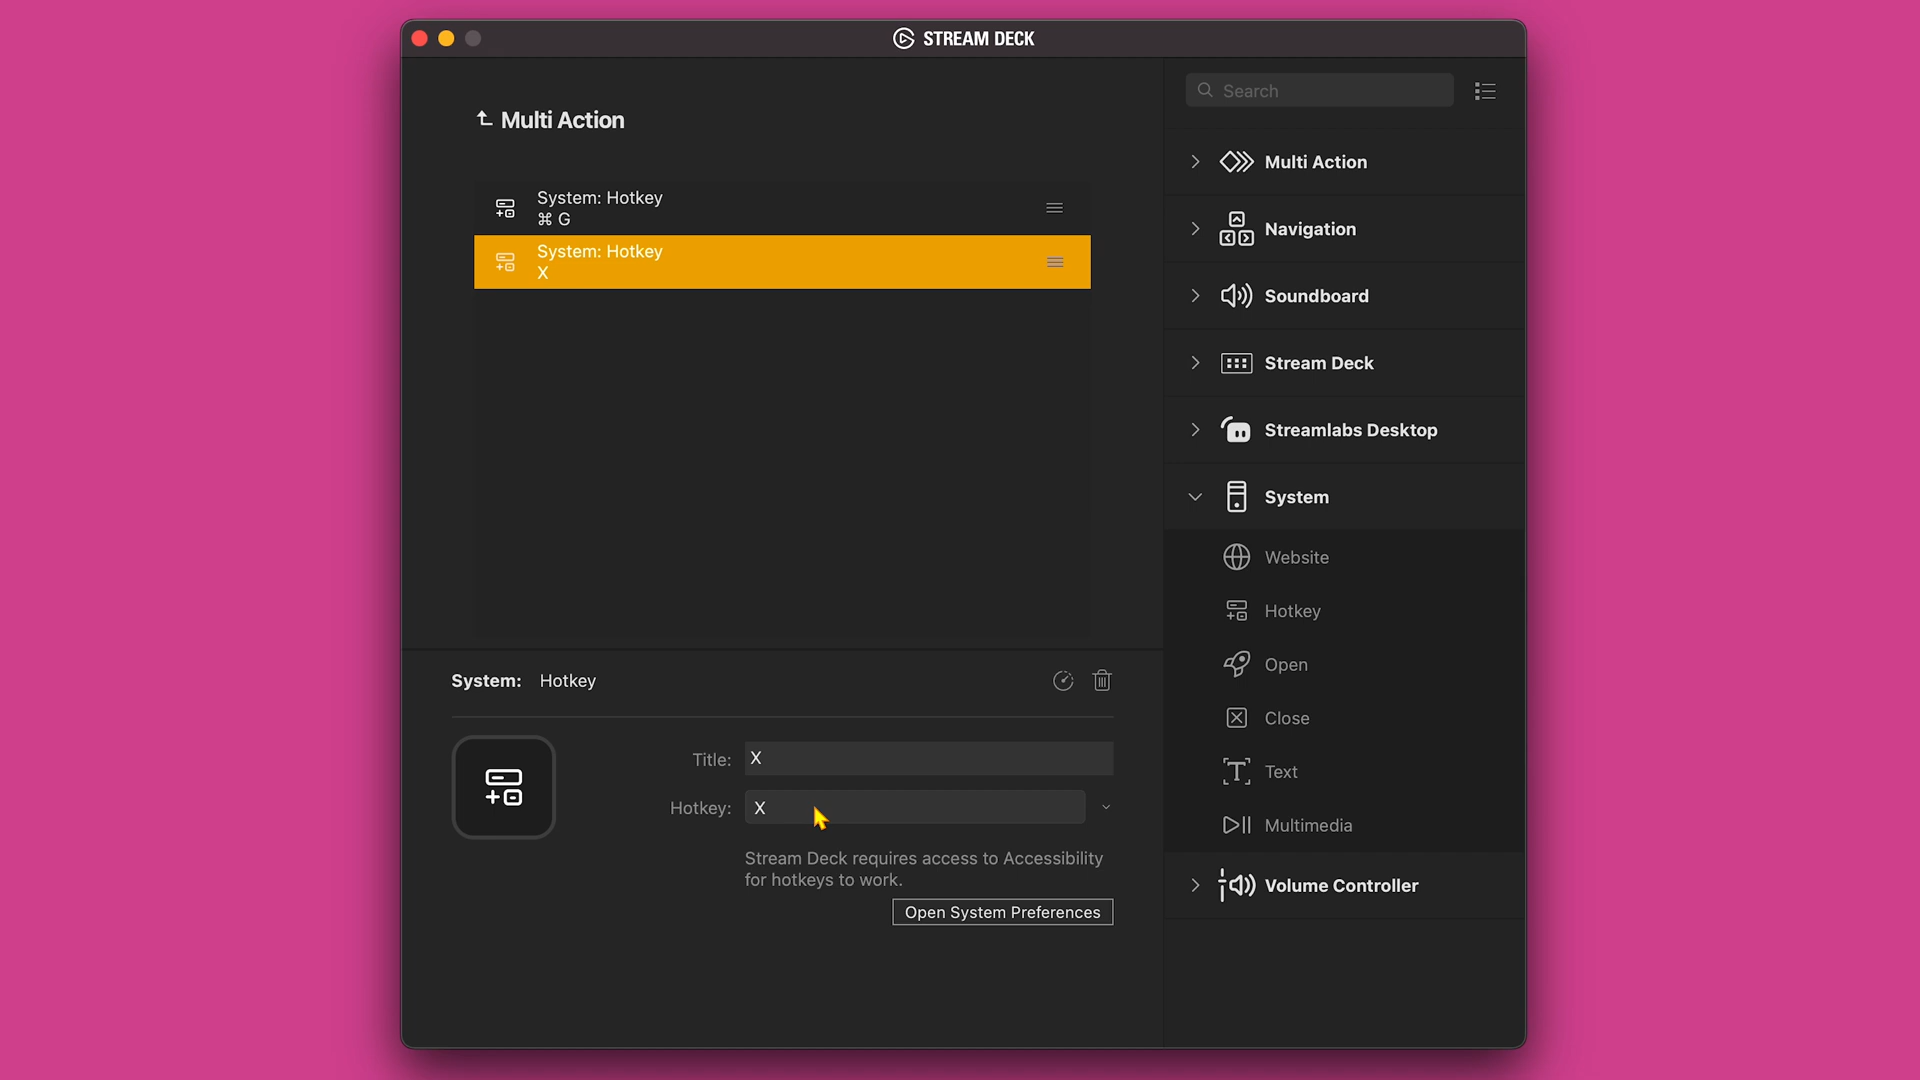 STREAM DECK
Multi Action
System: Hotkey
⌘ G
System: Hotkey
X
System: Hotkey
Title: X
Hotkey: X
Stream Deck requires access to Accessibility
for hotkeys to work.
Open System Preferences
Search
Multi Action
Navigation
Soundboard
Stream Deck
Streamlabs Desktop
System
Website
Hotkey
Open
Close
Text
Multimedia
Volume Controller